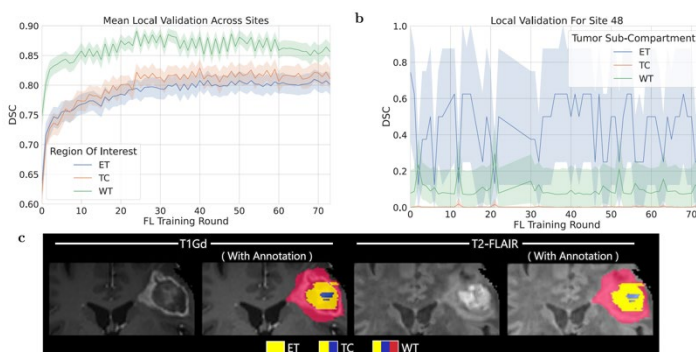 Mean Local Validation Across Sites
DSC
0.90
0.85
0.80
0.75
0.70
0.65
0.60
Region Of Interest
ET
TC
WT
0 10 20 30 40 50 60 70
FL Training Round
b
Local Validation For Site 48
DSC
1.0
0.8
0.6
0.4
0.2
0.0
Tumor Sub-Compartment
ET
TC
WT
0 10 20 30 40 50 60 70
FL Training Round
c
T1Gd
(With Annotation)
T2-FLAIR
(With Annotation)
ET TC WT